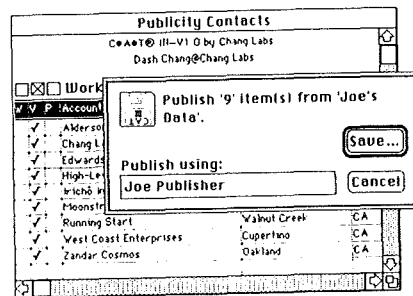 Publicity Contacts
C•A•T® III-V1.0 by Chang Labs
Dash Chang@Chang Labs
Work
W V P Account
Publish '9' item(s) from 'Joe's
Data'.
Save...
Publish using:
Joe Publisher
Cancel
Alderso
Chang L
Edwards
High-Le
Moonstr
Running Start Walnut Creek CA
West Coast Enterprises Cupertino CA
Zandar Cosmos Oakland CA